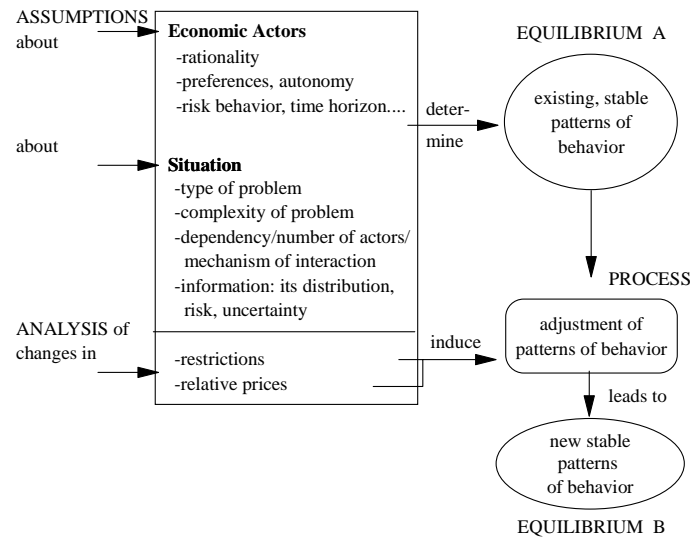 ASSUMPTIONS
about
Economic Actors
-rationality
-preferences, autonomy
-risk behavior, time horizon....
about
Situation
-type of problem
-complexity of problem
-dependency/number of actors/
mechanism of interaction
-information: its distribution,
risk, uncertainty
ANALYSIS of
changes in
-restrictions
-relative prices
deter-
mine
induce
EQUILIBRIUM A
existing, stable
patterns of
behavior
PROCESS
adjustment of
patterns of behavior
leads to
new stable
patterns
of behavior
EQUILIBRIUM B